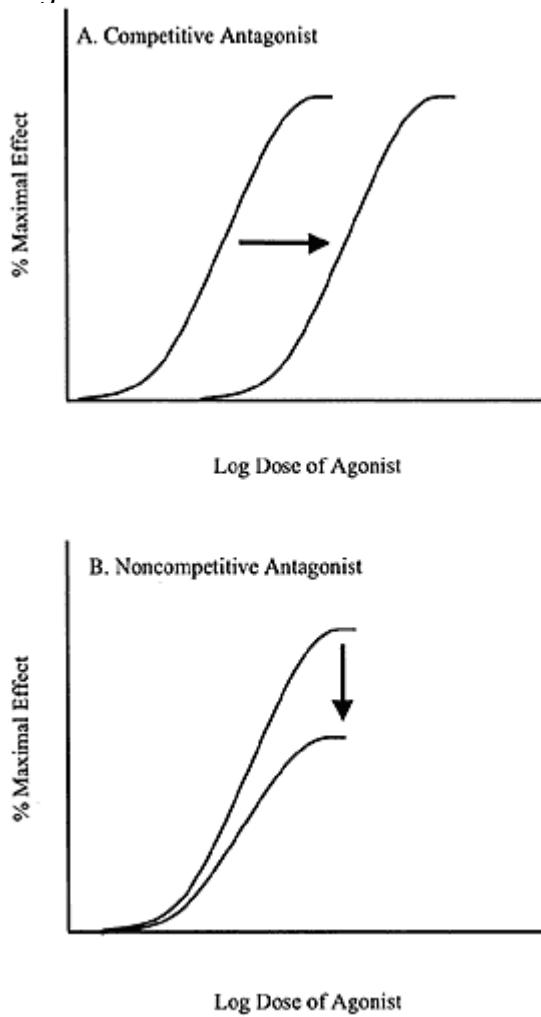 A. Competitive Antagonist
% Maximal Effect
Log Dose of Agonist
B. Noncompetitive Antagonist
% Maximal Effect
Log Dose of Agonist